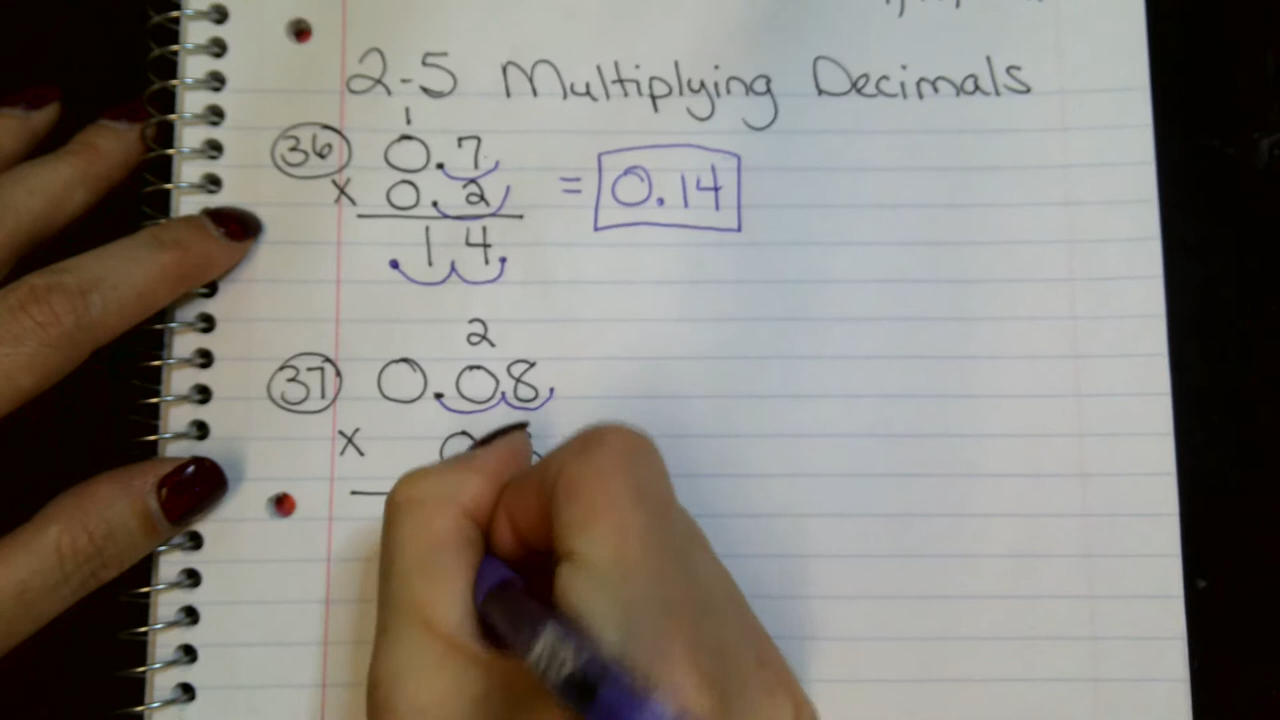 2-5 Multiplying Decimals
1
36 0.7
x 0.2 = 0.14
.14
2
37 0.08
x